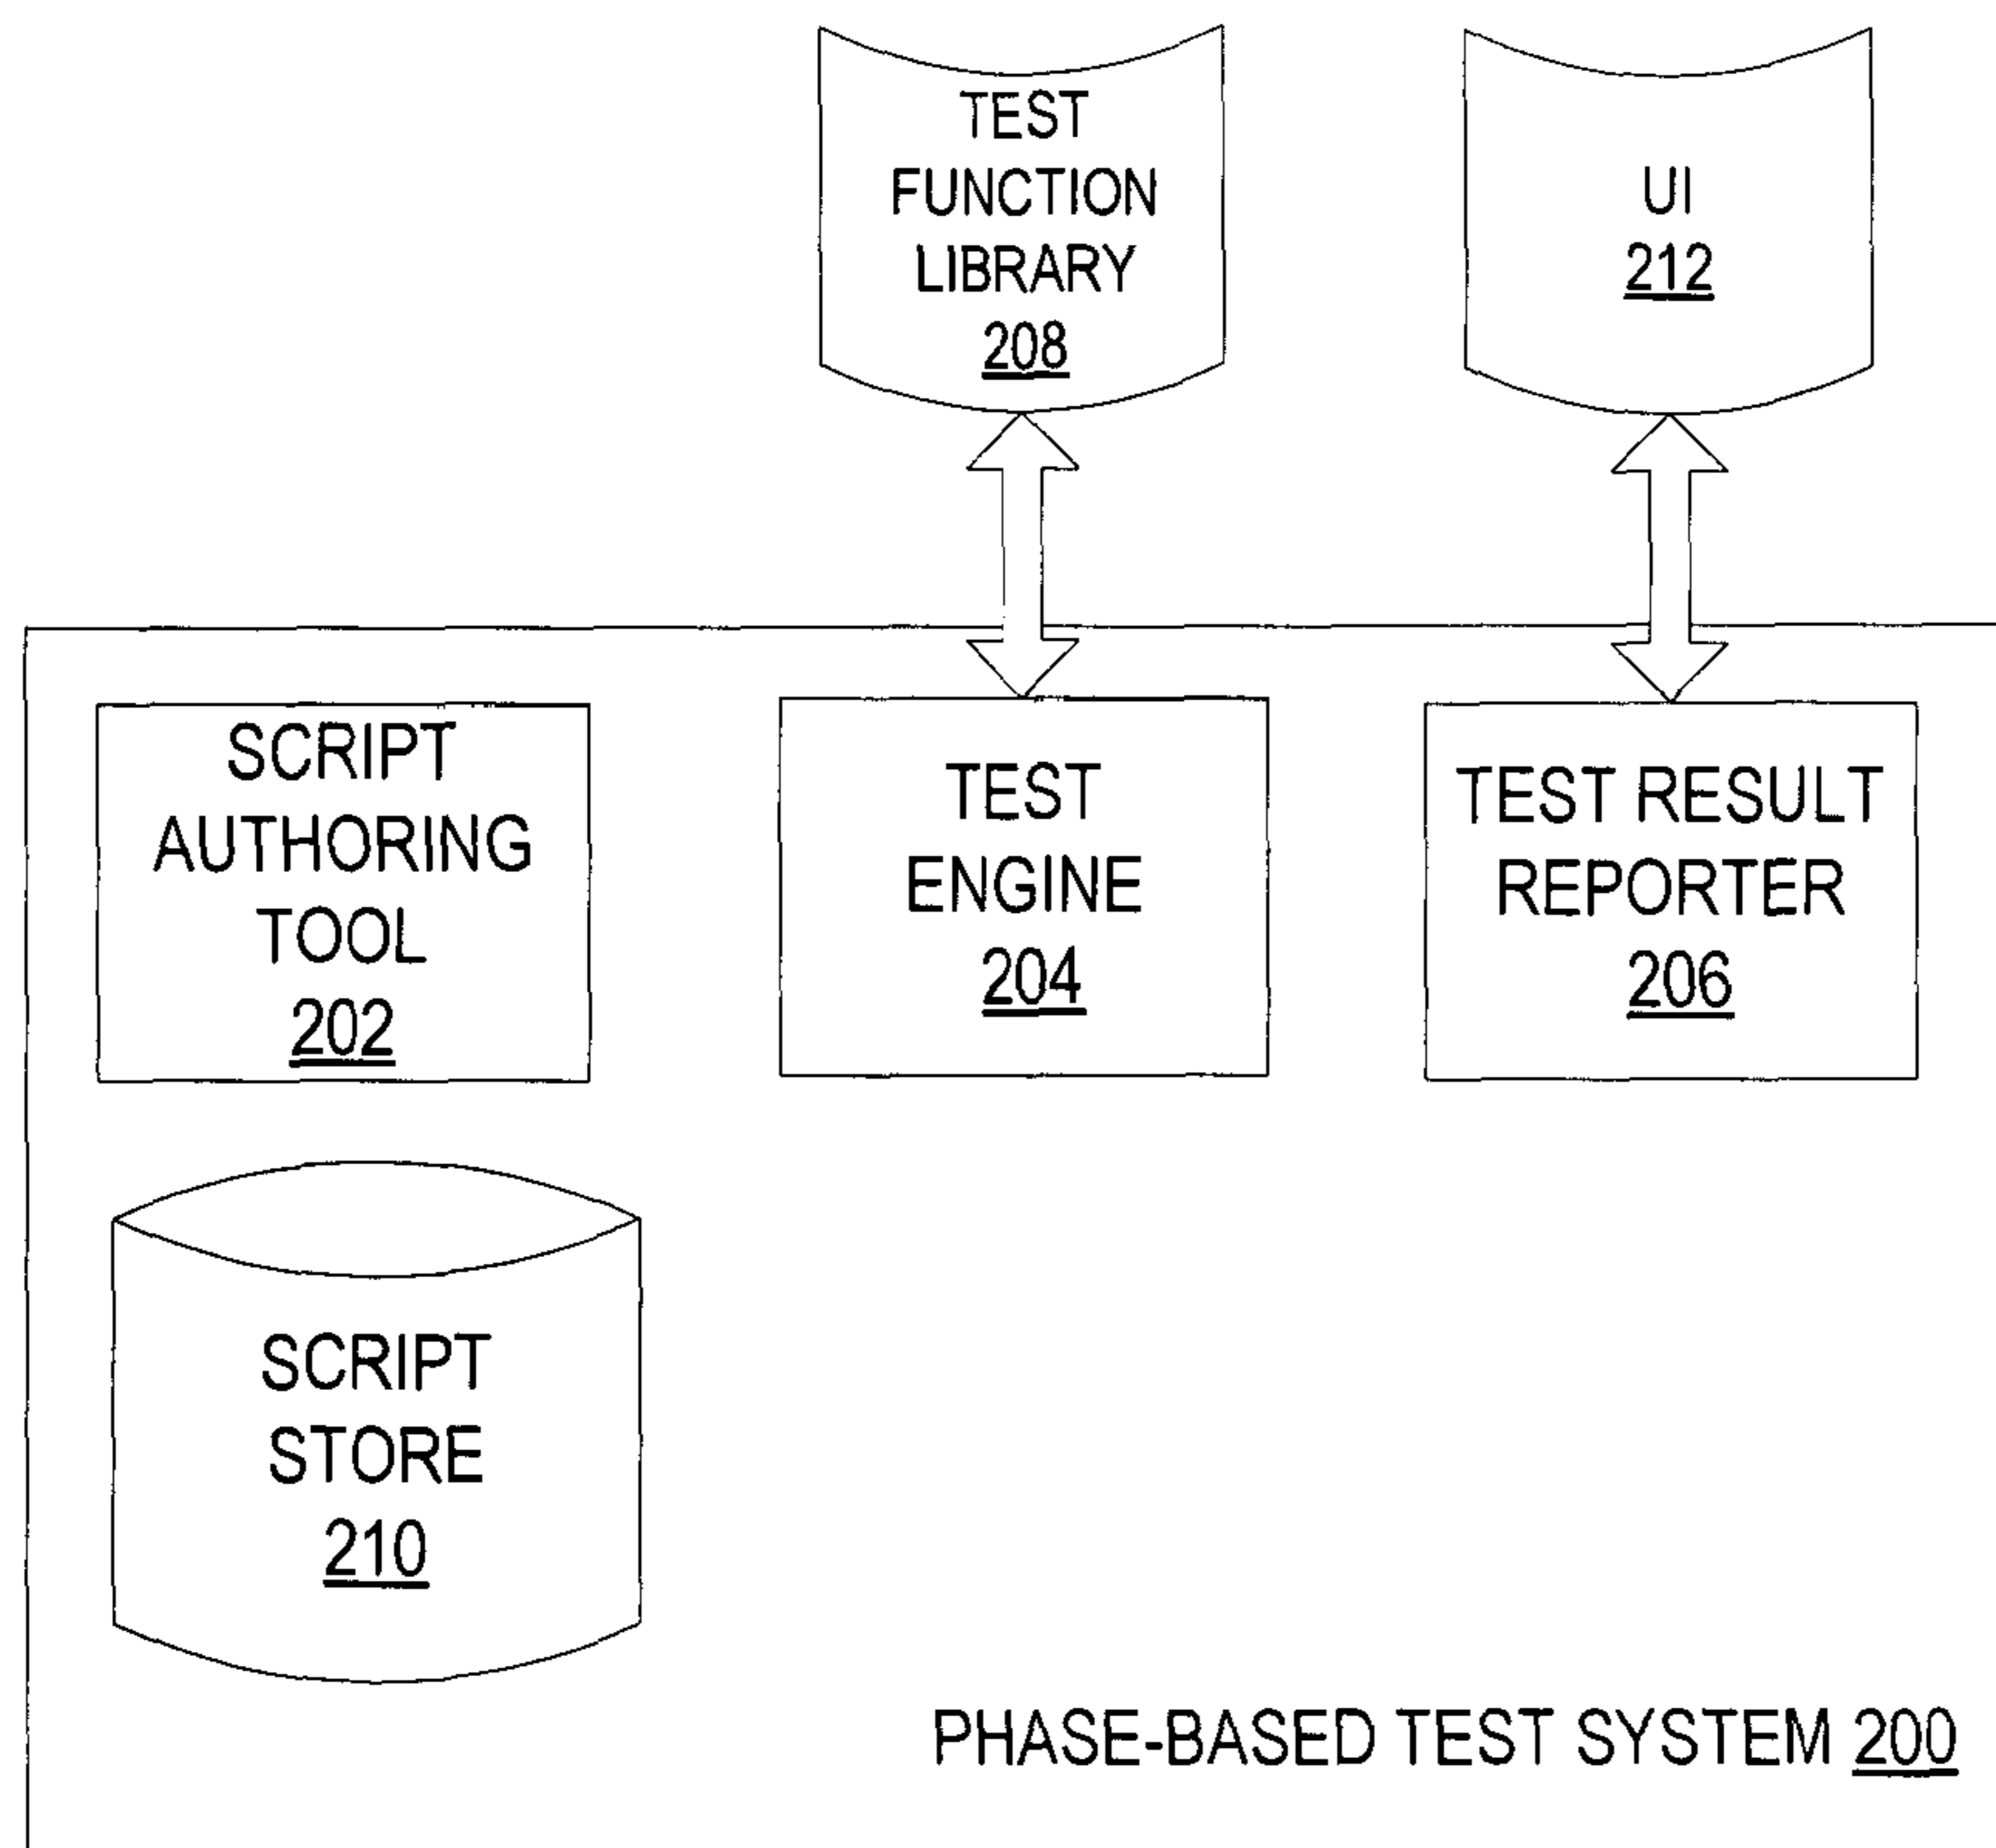 TEST
FUNCTION
LIBRARY
208
UI
212
SCRIPT
AUTHORING
TOOL
202
TEST
ENGINE
204
TEST RESULT
REPORTER
206
SCRIPT
STORE
210
PHASE-BASED TEST SYSTEM 200